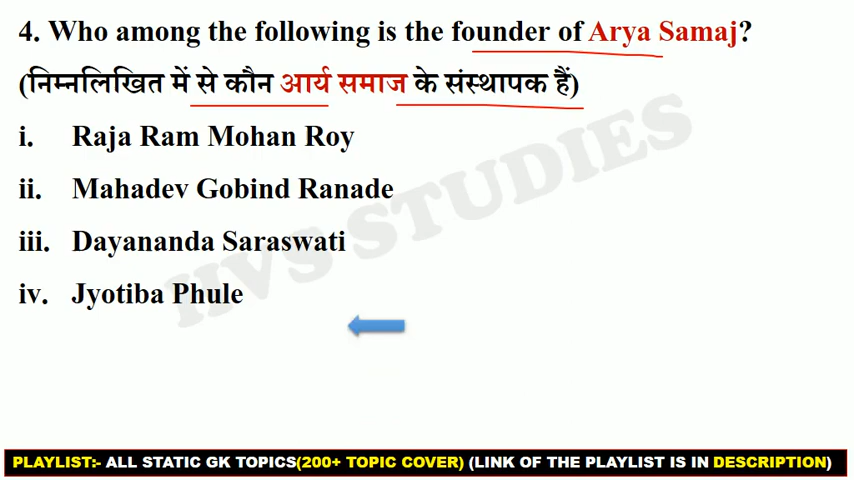 4. Who among the following is the founder of Arya Samaj?
(निम्नलिखित में से कौन आर्य समाज के संस्थापक हैं)
i. Raja Ram Mohan Roy
ii. Mahadev Gobind Ranade
iii. Dayananda Saraswati
iv. Jyotiba Phule
HVS STUDIES
PLAYLIST:- ALL STATIC GK TOPICS(200+ TOPIC COVER) (LINK OF THE PLAYLIST IS IN DESCRIPTION)